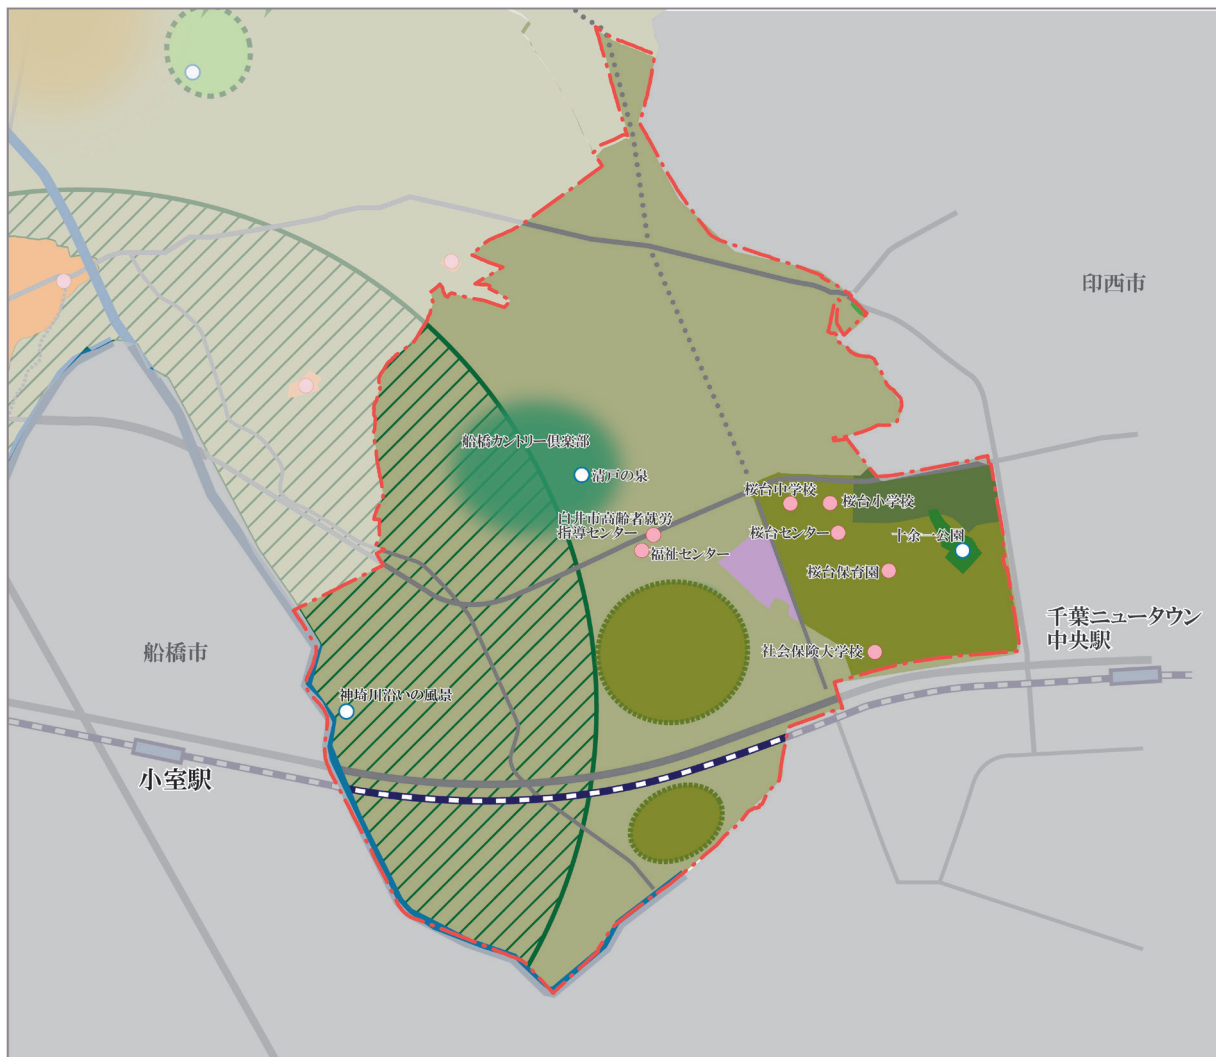 印西市
船橋カントリー倶楽部
清戸の泉
桜台中学校
桜台小学校
白井市高齢者就労
指導センター
桜台センター
十余一公園
福祉センター
桜台保育園
千葉ニュータウン
中央駅
船橋市
社会保険大学校
神埼川沿いの風景
小室駅